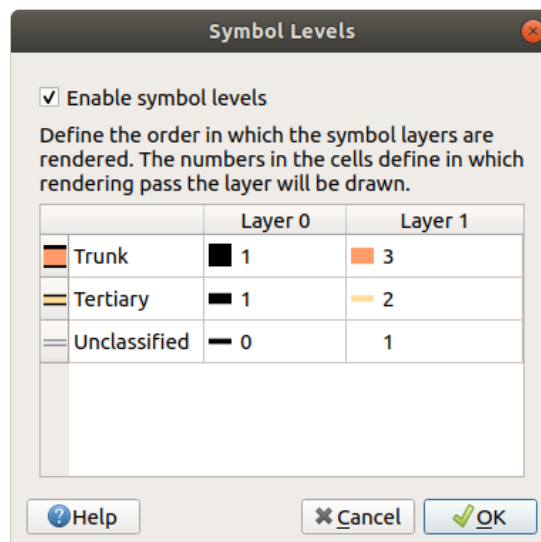 Symbol Levels
Enable symbol levels
Define the order in which the symbol layers are
rendered. The numbers in the cells define in which
rendering pass the layer will be drawn.
Layer 0 Layer 1
Trunk 1 3
Tertiary 1 2
Unclassified 0 1
?Help Cancel OK